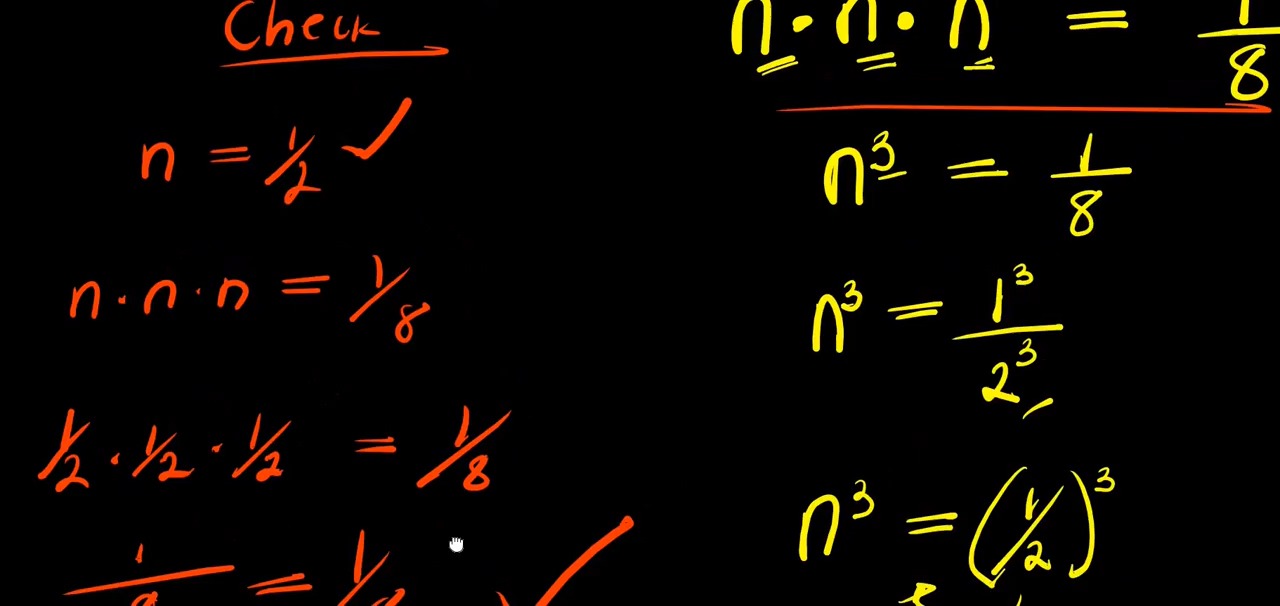 Check
n = 1/2 ✓
n · n · n = 1/8
1/2 · 1/2 · 1/2 = 1/8
n · n · n = 1/8
n³ = 1/8
n³ = 1³/2³
n³ = (1/2)³